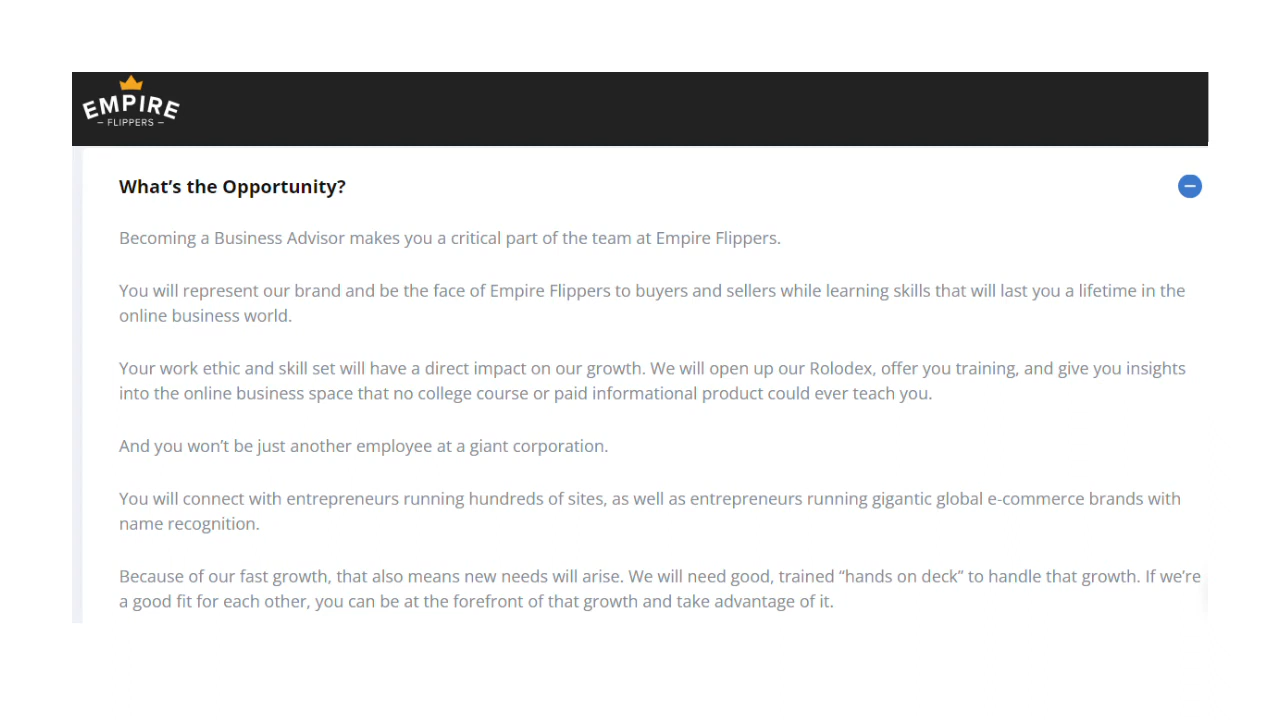 EMPIRE
– FLIPPERS –
What’s the Opportunity?
Becoming a Business Advisor makes you a critical part of the team at Empire Flippers.
You will represent our brand and be the face of Empire Flippers to buyers and sellers while learning skills that will last you a lifetime in the
online business world.
Your work ethic and skill set will have a direct impact on our growth. We will open up our Rolodex, offer you training, and give you insights
into the online business space that no college course or paid informational product could ever teach you.
And you won’t be just another employee at a giant corporation.
You will connect with entrepreneurs running hundreds of sites, as well as entrepreneurs running gigantic global e-commerce brands with
name recognition.
Because of our fast growth, that also means new needs will arise. We will need good, trained “hands on deck” to handle that growth. If we’re
a good fit for each other, you can be at the forefront of that growth and take advantage of it.